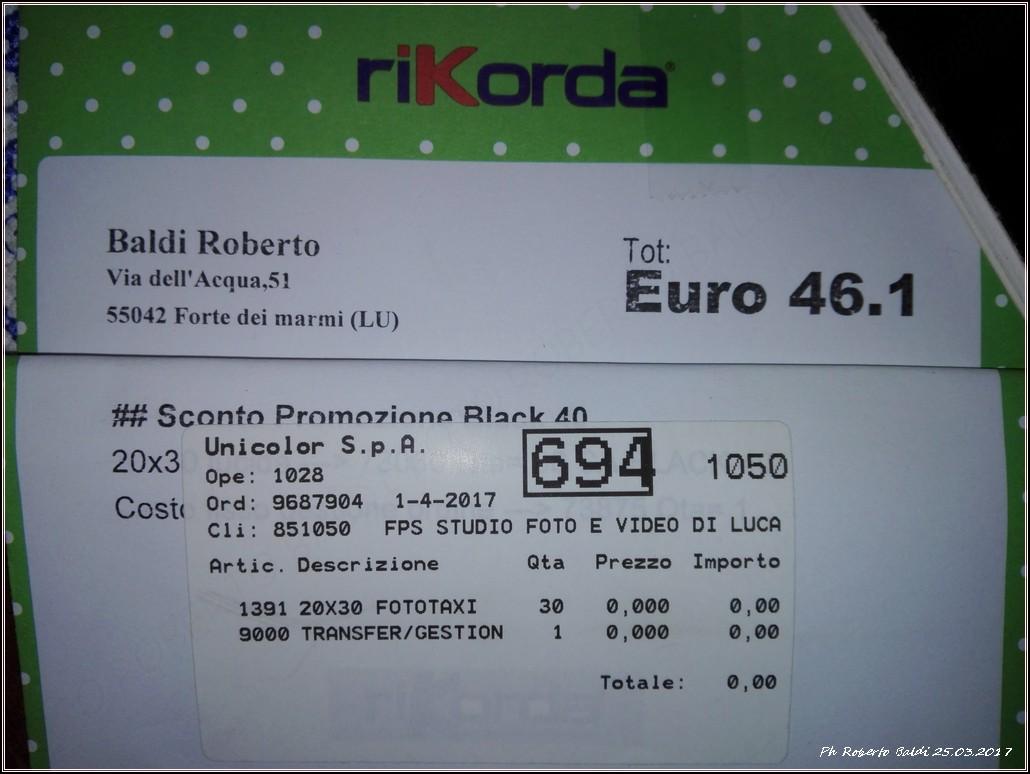 riKorda®
Baldi Roberto
Via dell'Acqua,51
55042 Forte dei marmi (LU)
Tot:
Euro 46.1
## Sconto Promozione Black 40
20x3
Costo
Unicolor S.p.A.
694
1050
Ope: 1028
Ord: 9687904 1-4-2017
Cli: 851050 FPS STUDIO FOTO E VIDEO DI LUCA
Artic. Descrizione Qta Prezzo Importo
1391 20X30 FOTOTAXI 30 0,000 0,00
9000 TRANSFER/GESTION 1 0,000 0,00
Totale: 0,00
Ph Roberto Baldi 25.03.2017